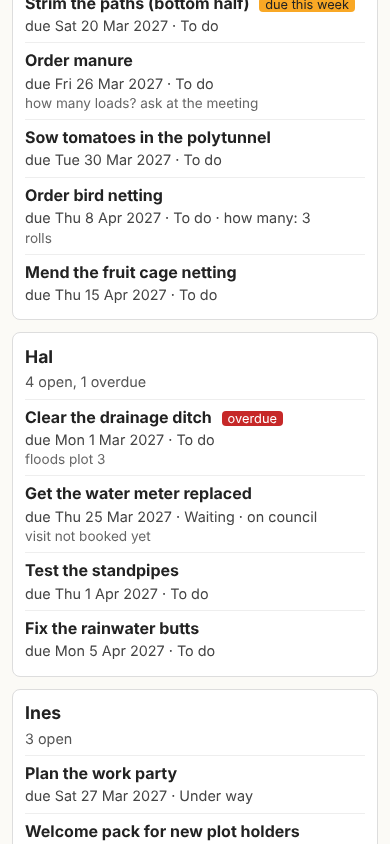 Strim the paths (bottom half) due this week
due Sat 20 Mar 2027 · To do
Order manure
due Fri 26 Mar 2027 · To do
how many loads? ask at the meeting
Sow tomatoes in the polytunnel
due Tue 30 Mar 2027 · To do
Order bird netting
due Thu 8 Apr 2027 · To do · how many: 3
rolls
Mend the fruit cage netting
due Thu 15 Apr 2027 · To do
Hal
4 open, 1 overdue
Clear the drainage ditch overdue
due Mon 1 Mar 2027 · To do
floods plot 3
Get the water meter replaced
due Thu 25 Mar 2027 · Waiting · on council
visit not booked yet
Test the standpipes
due Thu 1 Apr 2027 · To do
Fix the rainwater butts
due Mon 5 Apr 2027 · To do
Ines
3 open
Plan the work party
due Sat 27 Mar 2027 · Under way
Welcome pack for new plot holders